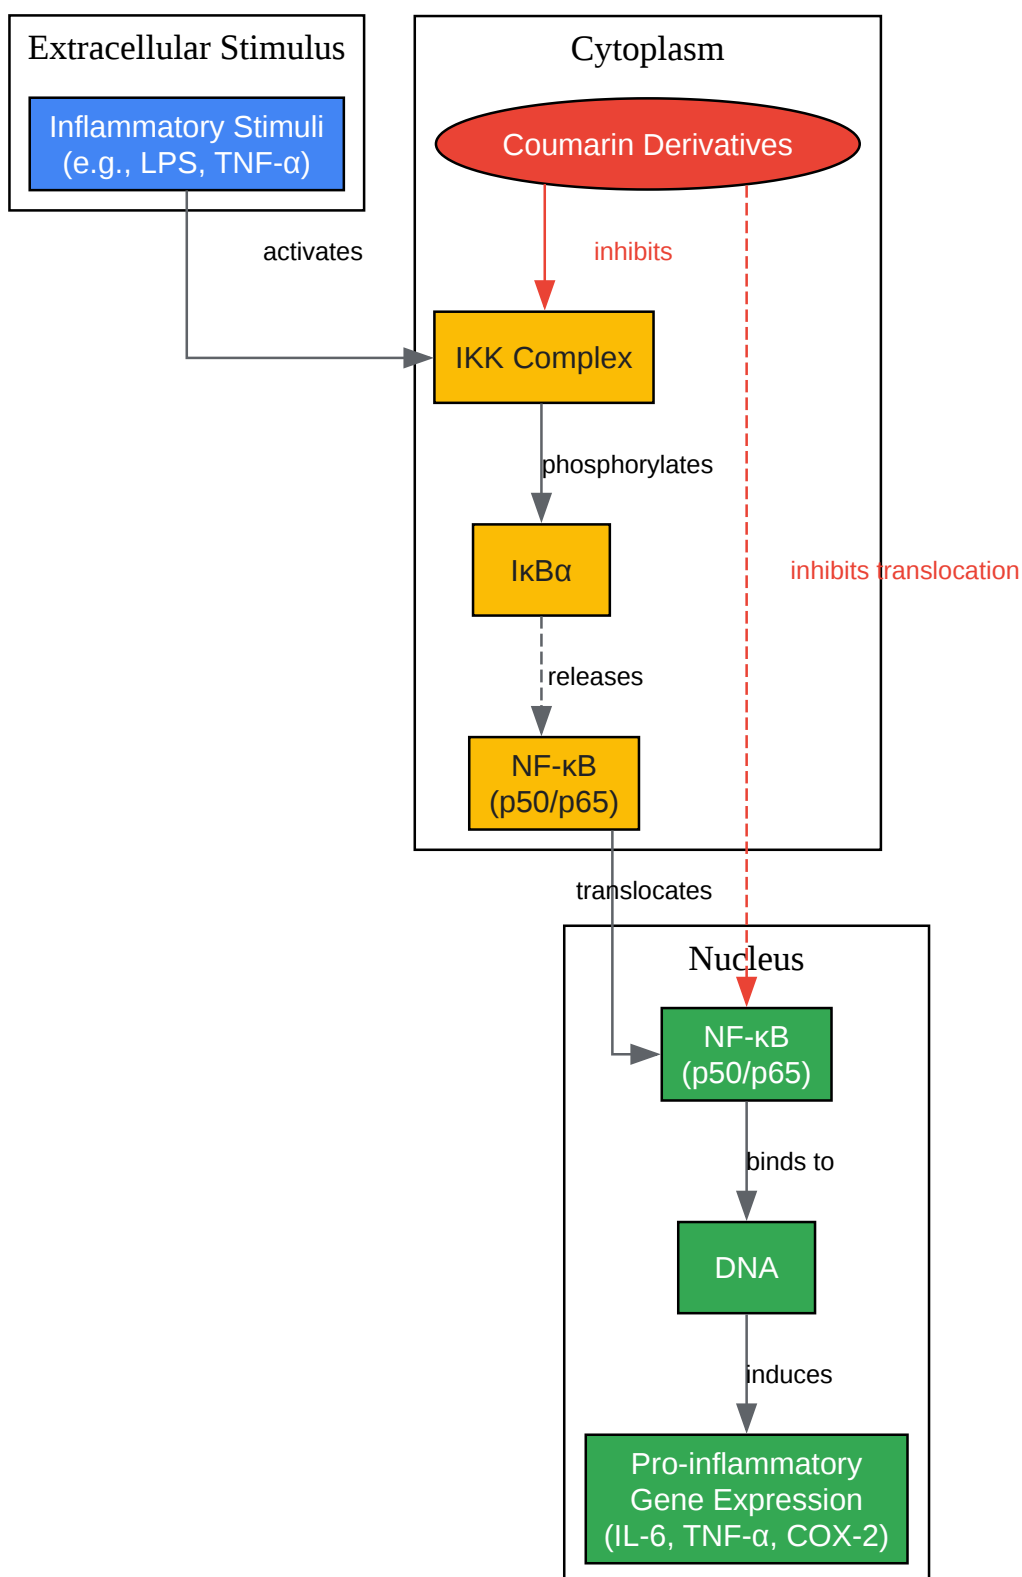 Extracellular Stimulus
Inflammatory Stimuli
(e.g., LPS, TNF-α)
activates
Cytoplasm
Coumarin Derivatives
inhibits
IKK Complex
phosphorylates
IκBα
inhibits translocation
releases
NF-κB
(p50/p65)
translocates
Nucleus
NF-κB
(p50/p65)
binds to
DNA
induces
Pro-inflammatory
Gene Expression
(IL-6, TNF-α, COX-2)